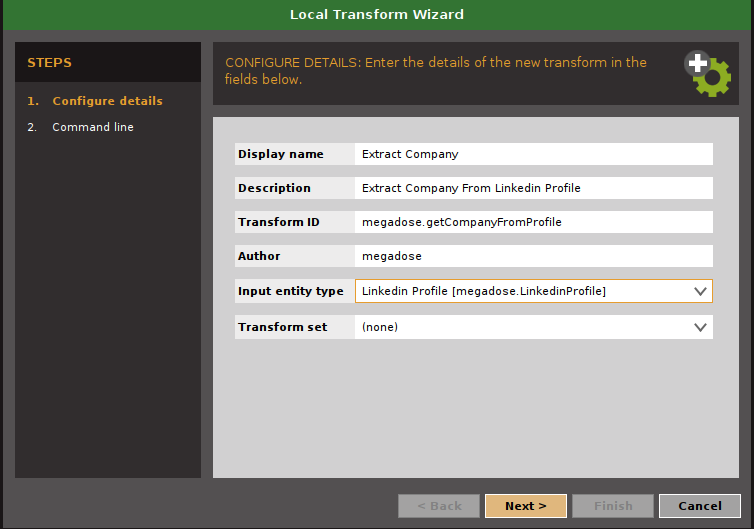 Local Transform Wizard
STEPS
1. Configure details
2. Command line
CONFIGURE DETAILS: Enter the details of the new transform in the
fields below.
Display name Extract Company
Description Extract Company From Linkedin Profile
Transform ID megadose.getCompanyFromProfile
Author megadose
Input entity type Linkedin Profile [megadose.LinkedinProfile]
Transform set (none)
< Back Next > Finish Cancel